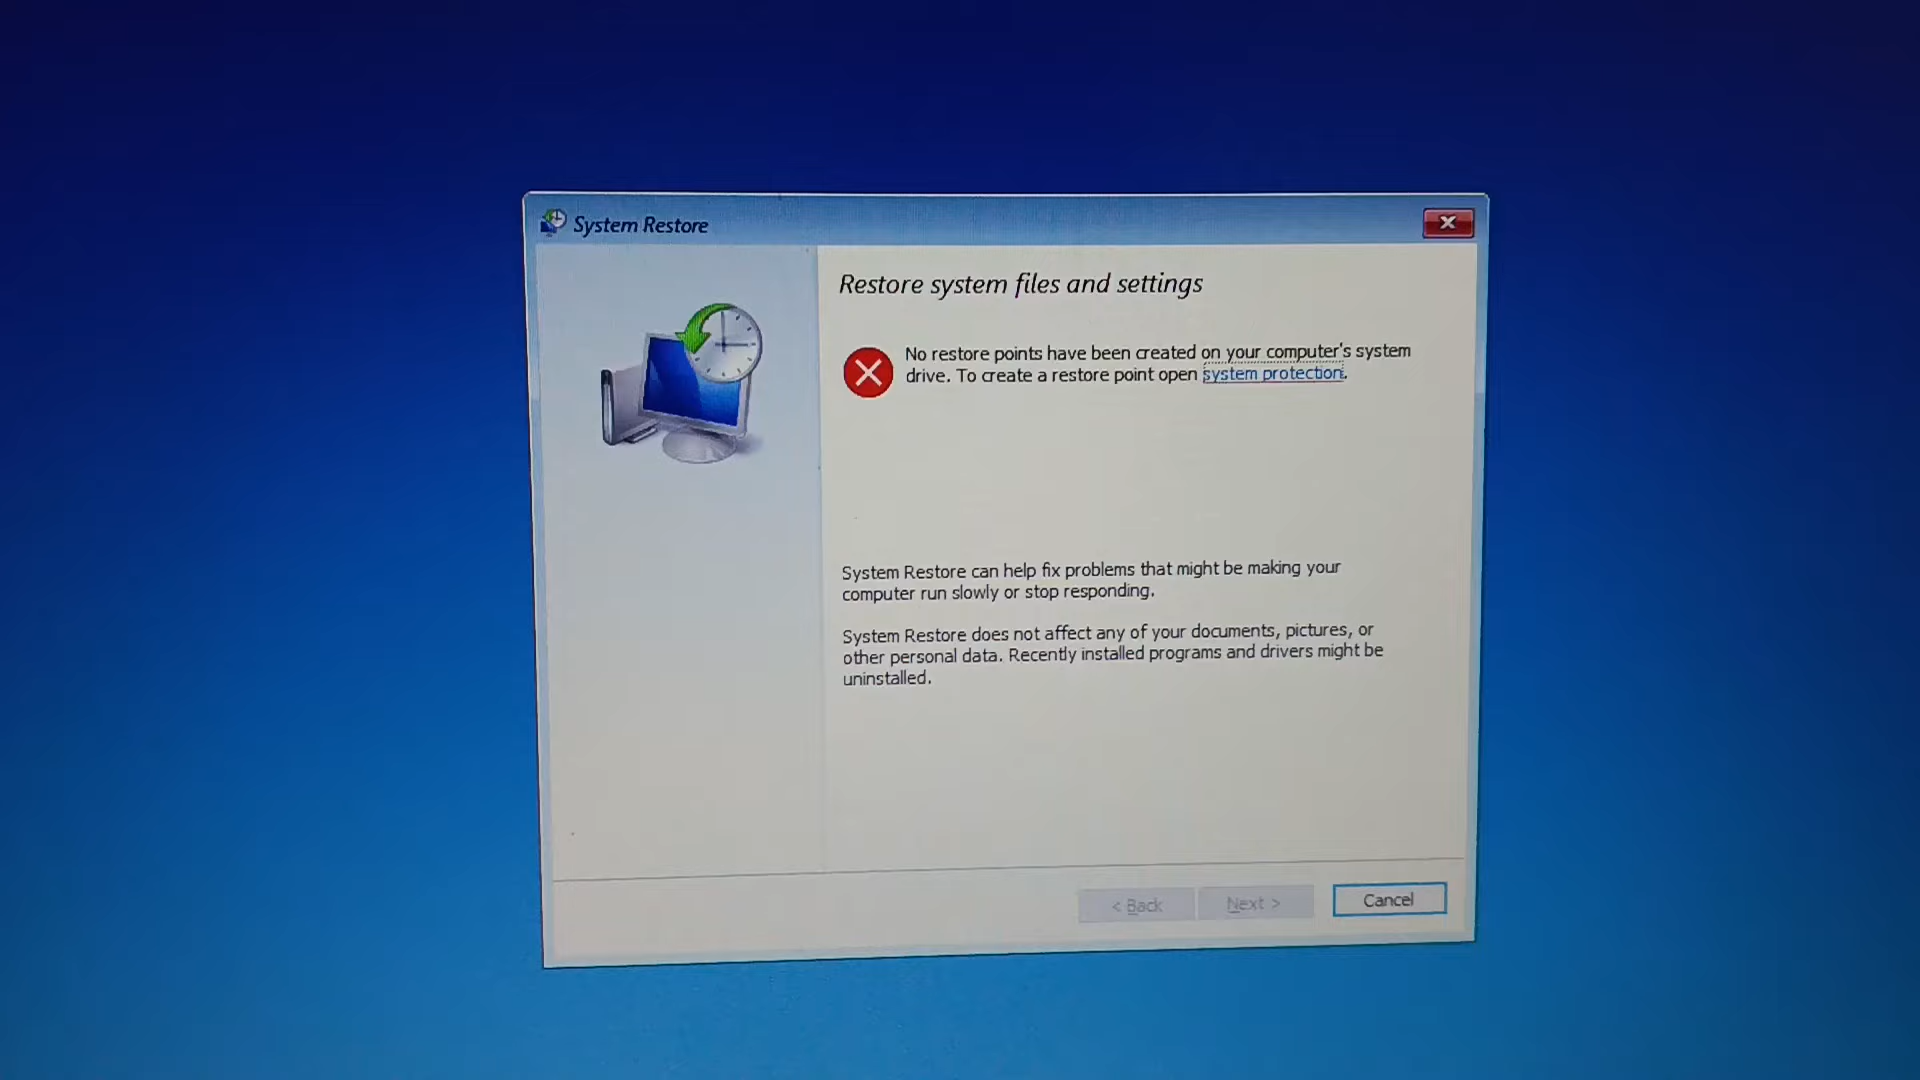 System Restore
Restore system files and settings
No restore points have been created on your computer's system
drive. To create a restore point open system protection.
System Restore can help fix problems that might be making your
computer run slowly or stop responding.
System Restore does not affect any of your documents, pictures, or
other personal data. Recently installed programs and drivers might be
uninstalled.
< Back Next > Cancel